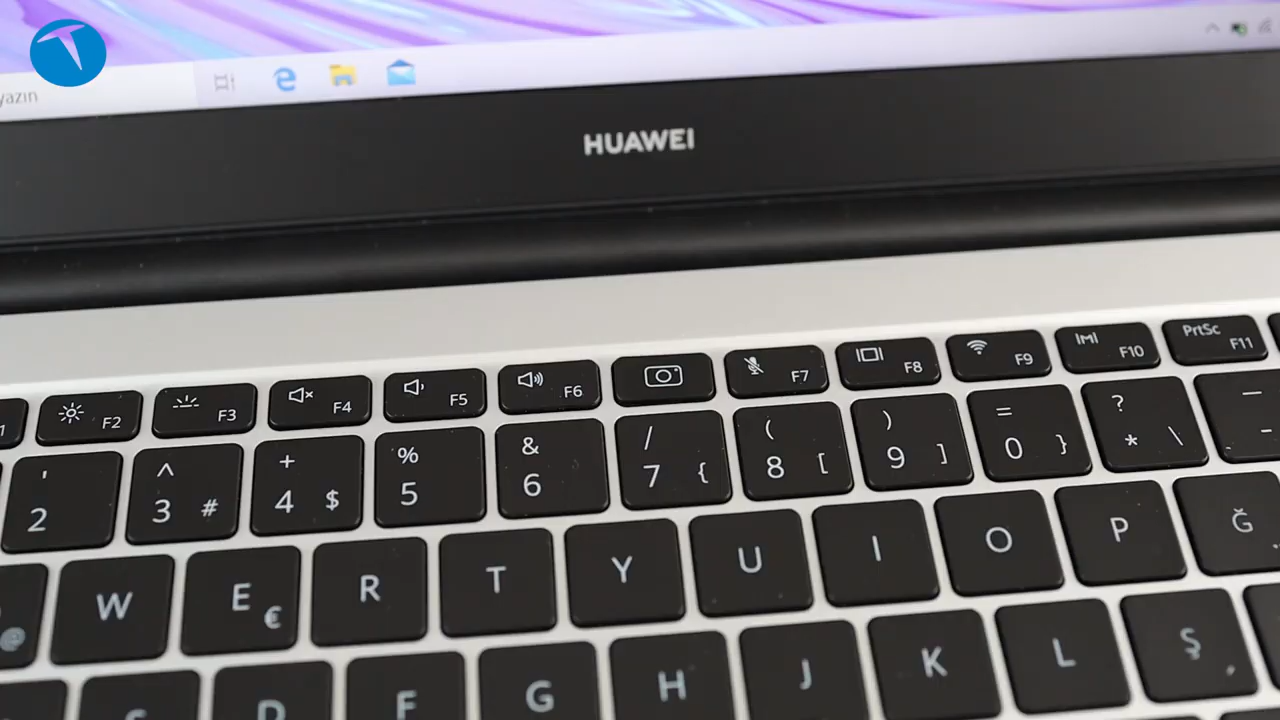 yazın
HUAWEI
F2 F3 F4 F5 F6 F7 F8 F9 F10 PrtSc F11
' 2 ^ 3 # + 4 $ % 5 & 6 / 7 { ( 8 [ ) 9 ] = 0 } ? * \ _ -
@ W E € R T Y U I O P Ğ
D F G H J K L Ş